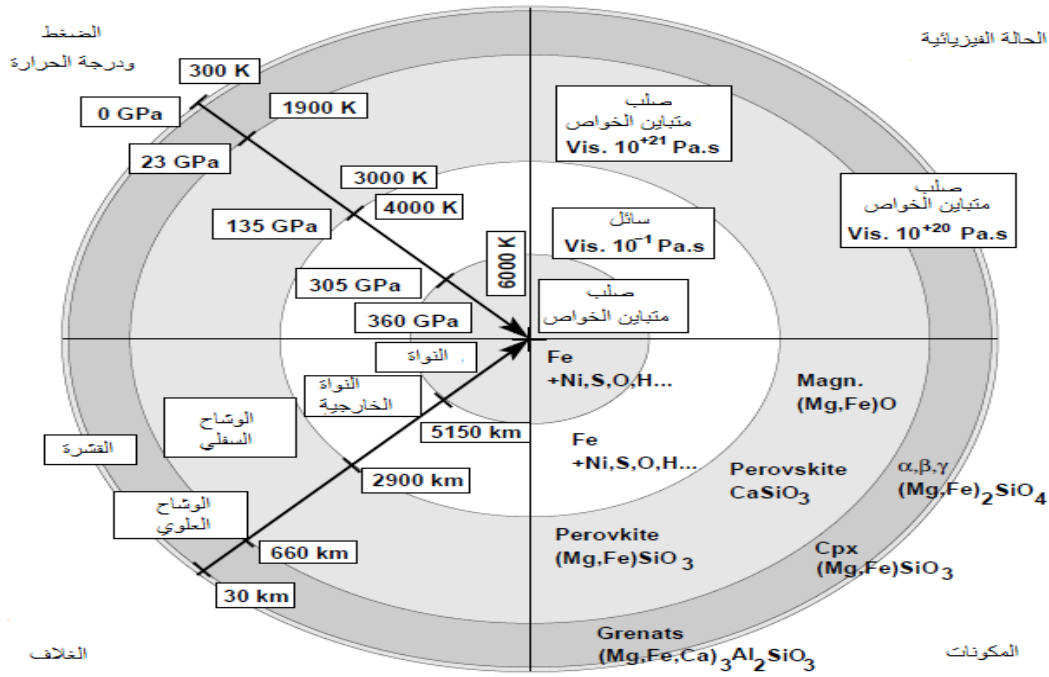 الضغط
ودرجة الحرارة
300 K
0 GPa
1900 K
23 GPa
3000 K
4000 K
135 GPa
6000 K
305 GPa
360 GPa
الحالة الفيزيائية
صلب
متباين الخواص
Vis. 10⁺²¹ Pa.s
صلب
متباين الخواص
Vis. 10⁺²⁰ Pa.s
سائل
Vis. 10⁻¹ Pa.s
صلب
متباين الخواص
النواة
النواة
الخارجية
الوشاح
السفلي
القشرة
الوشاح
العلوي
5150 km
2900 km
660 km
30 km
الغلاف
Fe
+Ni,S,O,H...
Fe
+Ni,S,O,H...
Magn.
(Mg,Fe)O
Perovskite
CaSiO₃
α,β,γ
(Mg,Fe)₂SiO₄
Perovkite
(Mg,Fe)SiO₃
Cpx
(Mg,Fe)SiO₃
Grenats
(Mg,Fe,Ca)₃Al₂SiO₃
المكونات